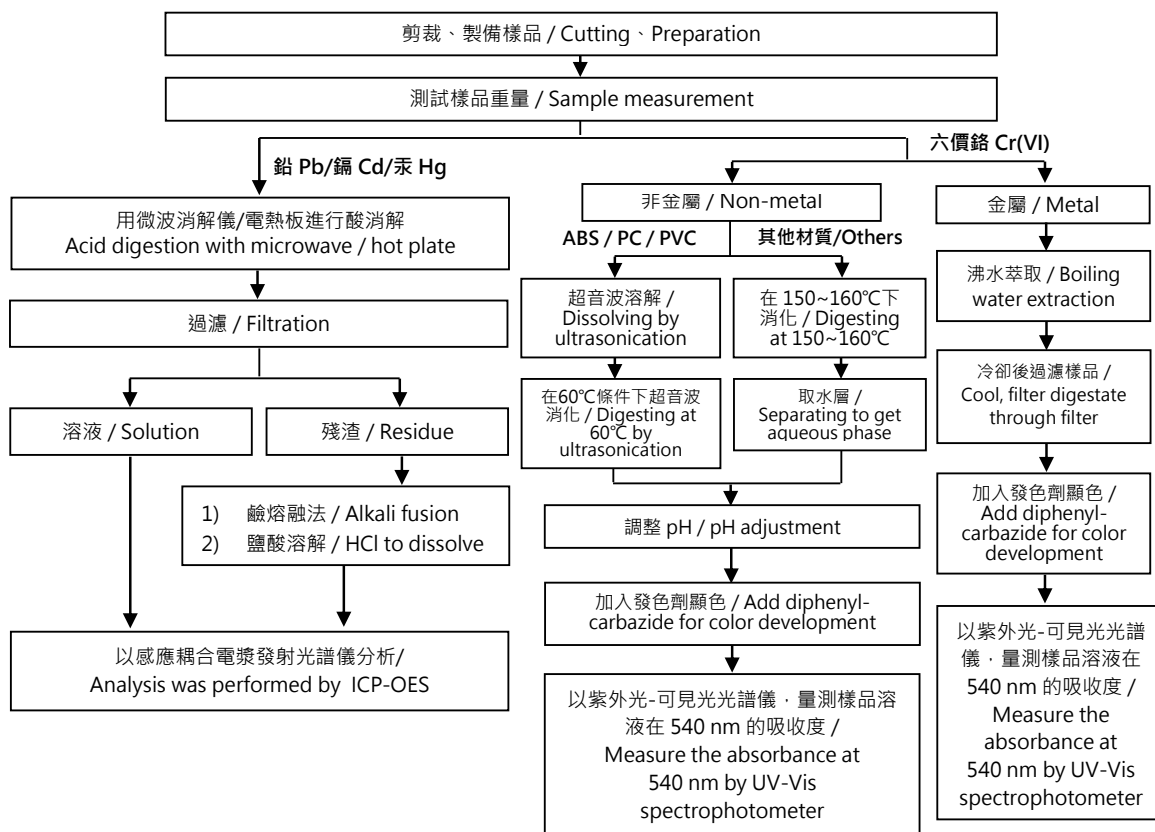 剪裁、製備樣品 / Cutting、Preparation
測試樣品重量 / Sample measurement
鉛 Pb/鎘 Cd/汞 Hg
六價鉻 Cr(VI)
用微波消解儀/電熱板進行酸消解
Acid digestion with microwave / hot plate
過濾 / Filtration
溶液 / Solution
殘渣 / Residue
1) 鹼熔融法 / Alkali fusion
2) 鹽酸溶解 / HCl to dissolve
以感應耦合電漿發射光譜儀分析/
Analysis was performed by ICP-OES
非金屬 / Non-metal
ABS / PC / PVC
其他材質/Others
超音波溶解 /
Dissolving by
ultrasonication
在60℃條件下超音波
消化 / Digesting at
60℃ by
ultrasonication
在 150~160℃下
消化 / Digesting
at 150~160℃
取水層 /
Separating to get
aqueous phase
調整 pH / pH adjustment
加入發色劑顯色 / Add diphenyl-
carbazide for color development
以紫外光-可見光光譜儀，量測樣品溶
液在 540 nm 的吸收度 /
Measure the absorbance at
540 nm by UV-Vis
spectrophotometer
金屬 / Metal
沸水萃取 / Boiling
water extraction
冷卻後過濾樣品 /
Cool, filter digestate
through filter
加入發色劑顯色 /
Add diphenyl-
carbazide for color
development
以紫外光-可見光光譜
儀，量測樣品溶液在
540 nm 的吸收度 /
Measure the
absorbance at
540 nm by UV-Vis
spectrophotometer